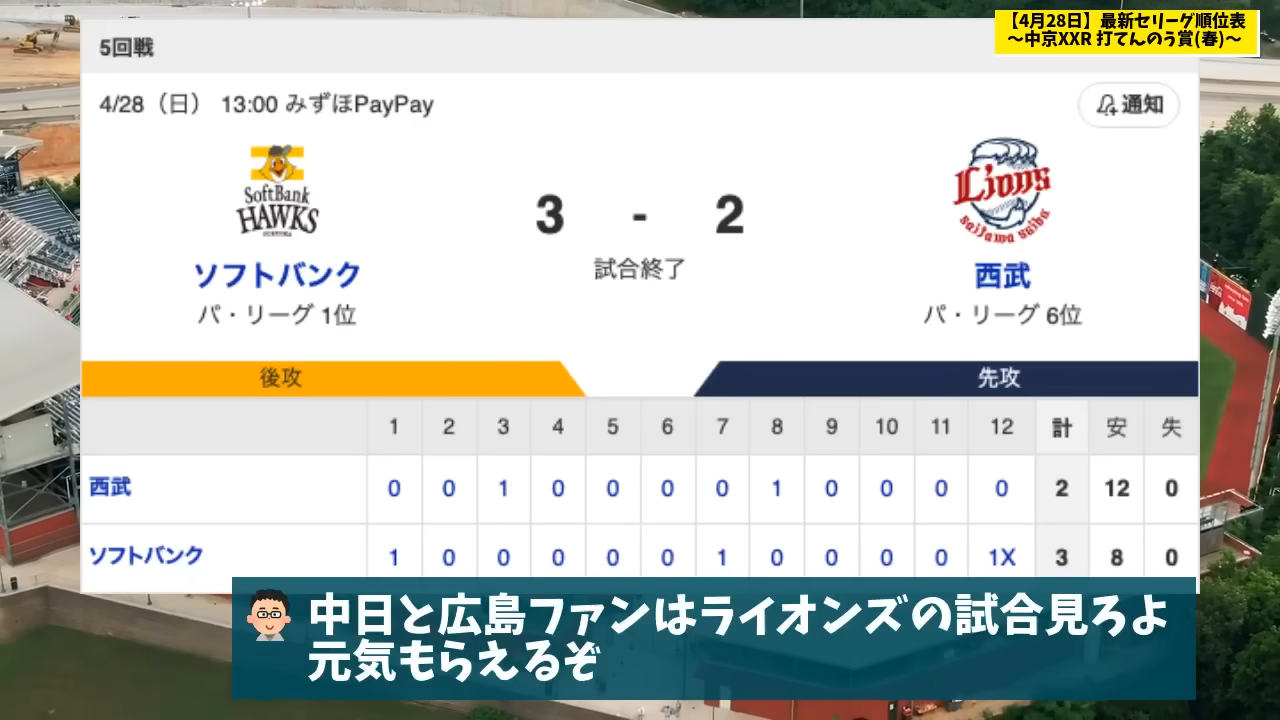 【4月28日】最新セリーグ順位表
～中京XXR 打てんのう賞(春)～
5回戦
4/28（日） 13:00 みずほPayPay
通知
SoftBank
HAWKS
Lions
saitama seibu
3 - 2
試合終了
ソフトバンク
パ・リーグ 1位
西武
パ・リーグ 6位
後攻
先攻
1 2 3 4 5 6 7 8 9 10 11 12 計 安 失
西武 0 0 1 0 0 0 0 1 0 0 0 0 2 12 0
ソフトバンク 1 0 0 0 0 0 1 0 0 0 0 1X 3 8 0
中日と広島ファンはライオンズの試合見ろよ
元気もらえるぞ